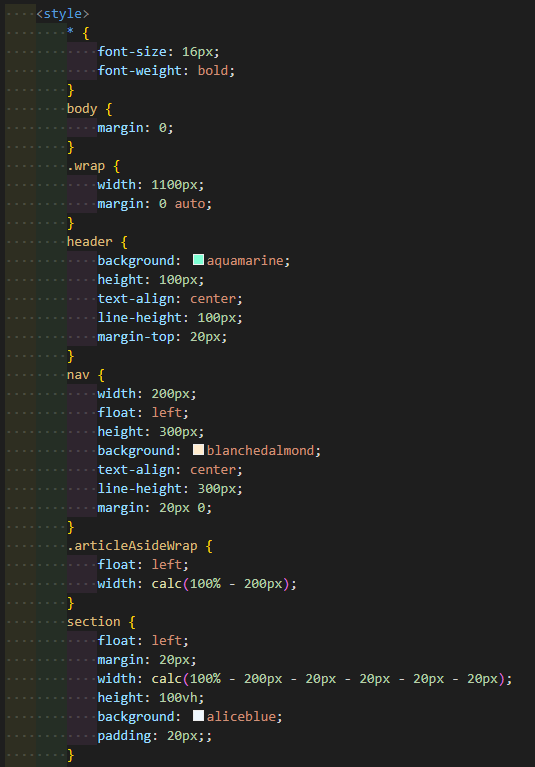 <style>
* {
font-size: 16px;
font-weight: bold;
}
body {
margin: 0;
}
.wrap {
width: 1100px;
margin: 0 auto;
}
header {
background: aquamarine;
height: 100px;
text-align: center;
line-height: 100px;
margin-top: 20px;
}
nav {
width: 200px;
float: left;
height: 300px;
background: blanchedalmond;
text-align: center;
line-height: 300px;
margin: 20px 0;
}
.articleAsideWrap {
float: left;
width: calc(100% - 200px);
}
section {
float: left;
margin: 20px;
width: calc(100% - 200px - 20px - 20px - 20px - 20px);
height: 100vh;
background: aliceblue;
padding: 20px;;
}